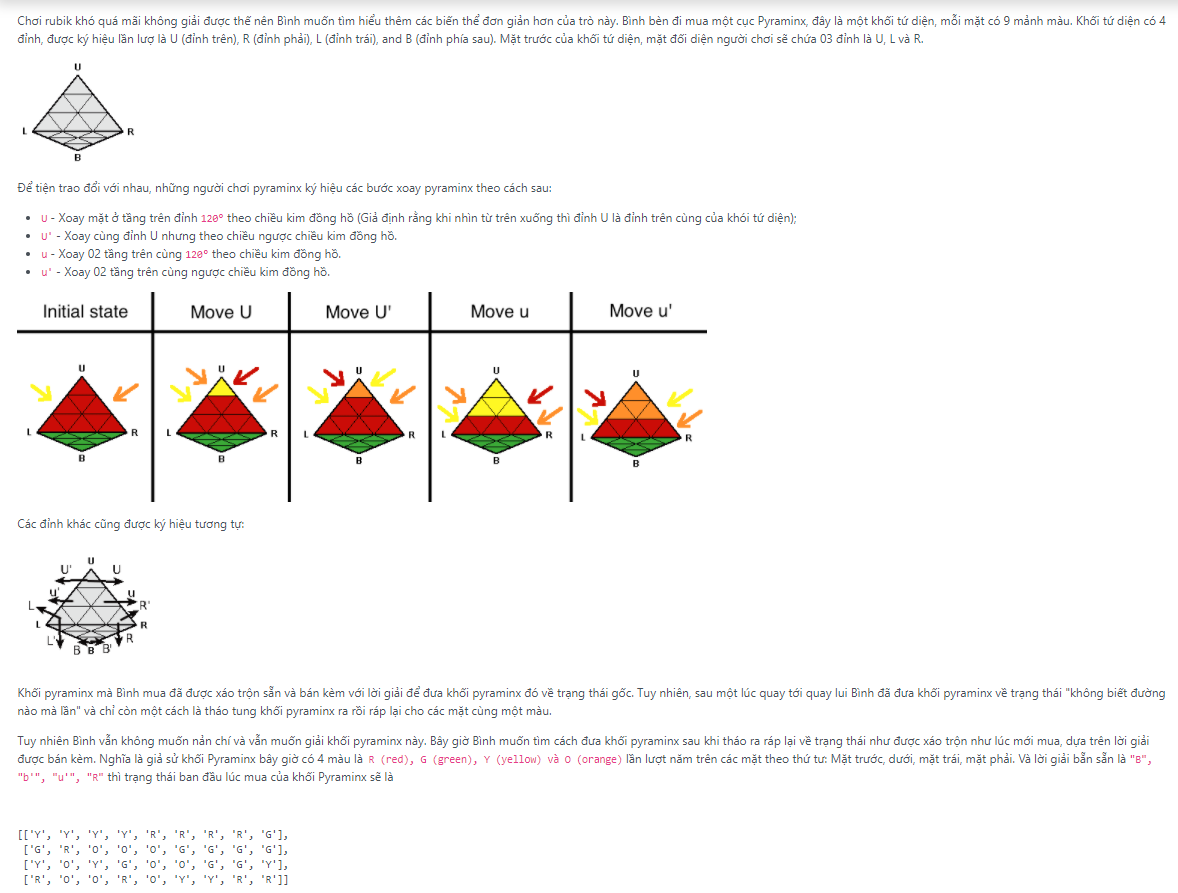 Chơi rubik khó quá mãi không giải được thế nên Bình muốn tìm hiểu thêm các biến thể đơn giản hơn của trò này. Bình bèn đi mua một cục Pyraminx, đây là một khối tứ diện, mỗi mặt có 9 mảnh màu. Khối tứ diện có 4
đỉnh, được ký hiệu lần lượ là U (đỉnh trên), R (đỉnh phải), L (đỉnh trái), and B (đỉnh phía sau). Mặt trước của khối tứ diện, mặt đối diện người chơi sẽ chứa 03 đỉnh là U, L và R.
U
L R
B
Để tiện trao đổi với nhau, những người chơi pyraminx ký hiệu các bước xoay pyraminx theo cách sau:
• U - Xoay mặt ở tầng trên đỉnh 120° theo chiều kim đồng hồ (Giả định rằng khi nhìn từ trên xuống thì đỉnh U là đỉnh trên cùng của khói tứ diện);
• U' - Xoay cùng đỉnh U nhưng theo chiều ngược chiều kim đồng hồ.
• u - Xoay 02 tầng trên cùng 120° theo chiều kim đồng hồ.
• u' - Xoay 02 tầng trên cùng ngược chiều kim đồng hồ.
Initial state Move U Move U' Move u Move u'
U U U U U
L R L R L R L R L R
B B B B B
Các đỉnh khác cũng được ký hiệu tương tự:
U
U' U
u' u
L R'
L R
L' R
B B B'
Khối pyraminx mà Bình mua đã được xáo trộn sẵn và bán kèm với lời giải để đưa khối pyraminx đó về trạng thái gốc. Tuy nhiên, sau một lúc quay tới quay lui Bình đã đưa khối pyraminx về trạng thái "không biết đường
nào mà lần" và chỉ còn một cách là tháo tung khối pyraminx ra rồi ráp lại cho các mặt cùng một màu.
Tuy nhiên Bình vẫn không muốn nản chí và vẫn muốn giải khối pyraminx này. Bây giờ Bình muốn tìm cách đưa khối pyraminx sau khi tháo ra ráp lại về trạng thái như được xáo trộn như lúc mới mua, dựa trên lời giải
được bán kèm. Nghĩa là giả sử khối Pyraminx bây giờ có 4 màu là R (red), G (green), Y (yellow) và O (orange) lần lượt năm trên các mặt theo thứ tư: Mặt trước, dưới, mặt trái, mặt phải. Và lời giải bẵn sẵn là "B",
"b'", "u'", "R" thì trạng thái ban đầu lúc mua của khối Pyraminx sẽ là
[['Y', 'Y', 'Y', 'Y', 'R', 'R', 'R', 'R', 'G'],
['G', 'R', 'O', 'O', 'O', 'G', 'G', 'G', 'G'],
['Y', 'O', 'Y', 'G', 'O', 'O', 'G', 'G', 'Y'],
['R', 'O', 'O', 'R', 'O', 'Y', 'Y', 'R', 'R']]